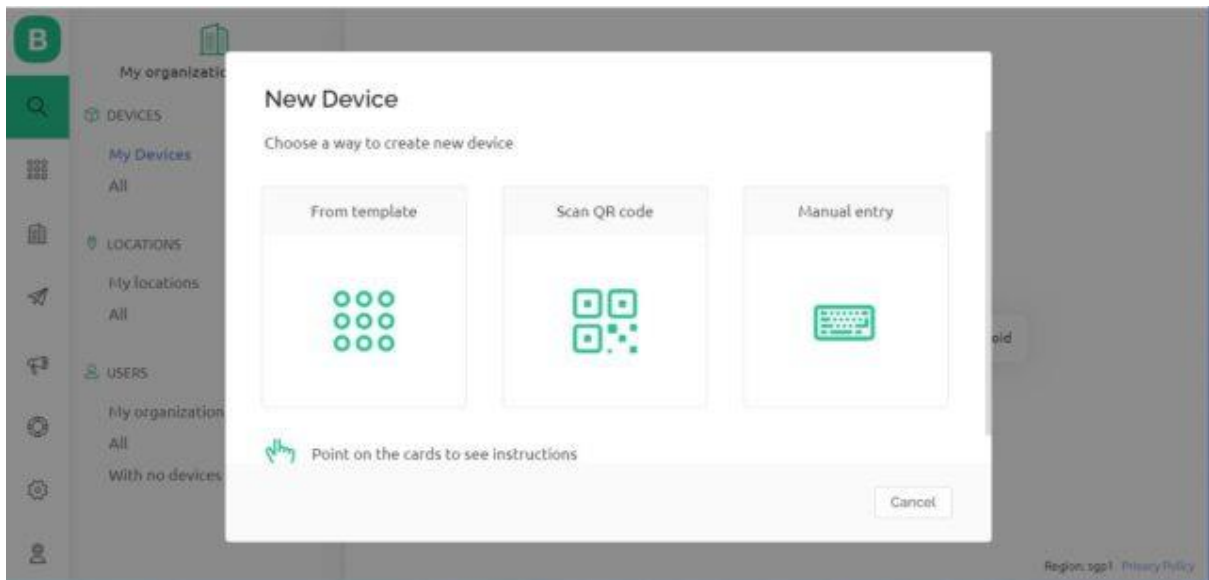 B
My organizatio
DEVICES
My Devices
All
LOCATIONS
My locations
All
USERS
My organization
All
With no devices
New Device
Choose a way to create new device
From template
Scan QR code
Manual entry
Point on the cards to see instructions
Cancel
oid
Region: sgp1 Privacy Policy